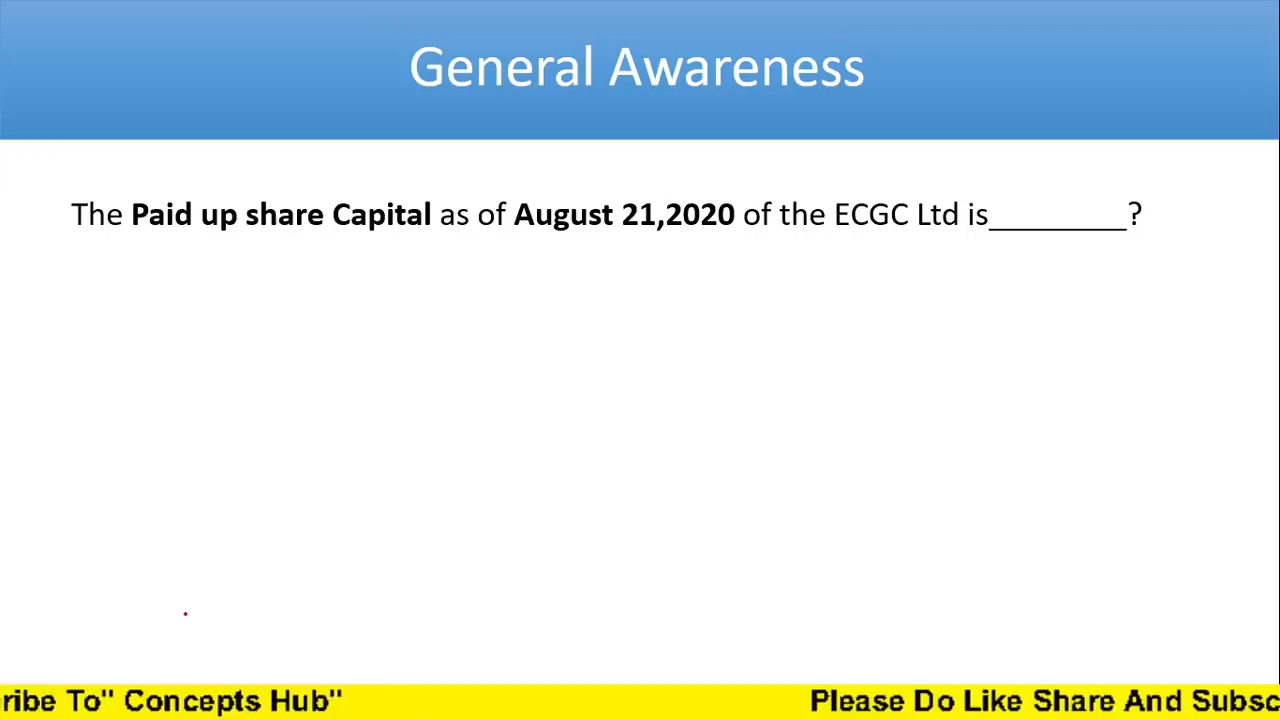 General Awareness
The Paid up share Capital as of August 21,2020 of the ECGC Ltd is_________?
ribe To" Concepts Hub" Please Do Like Share And Subsc